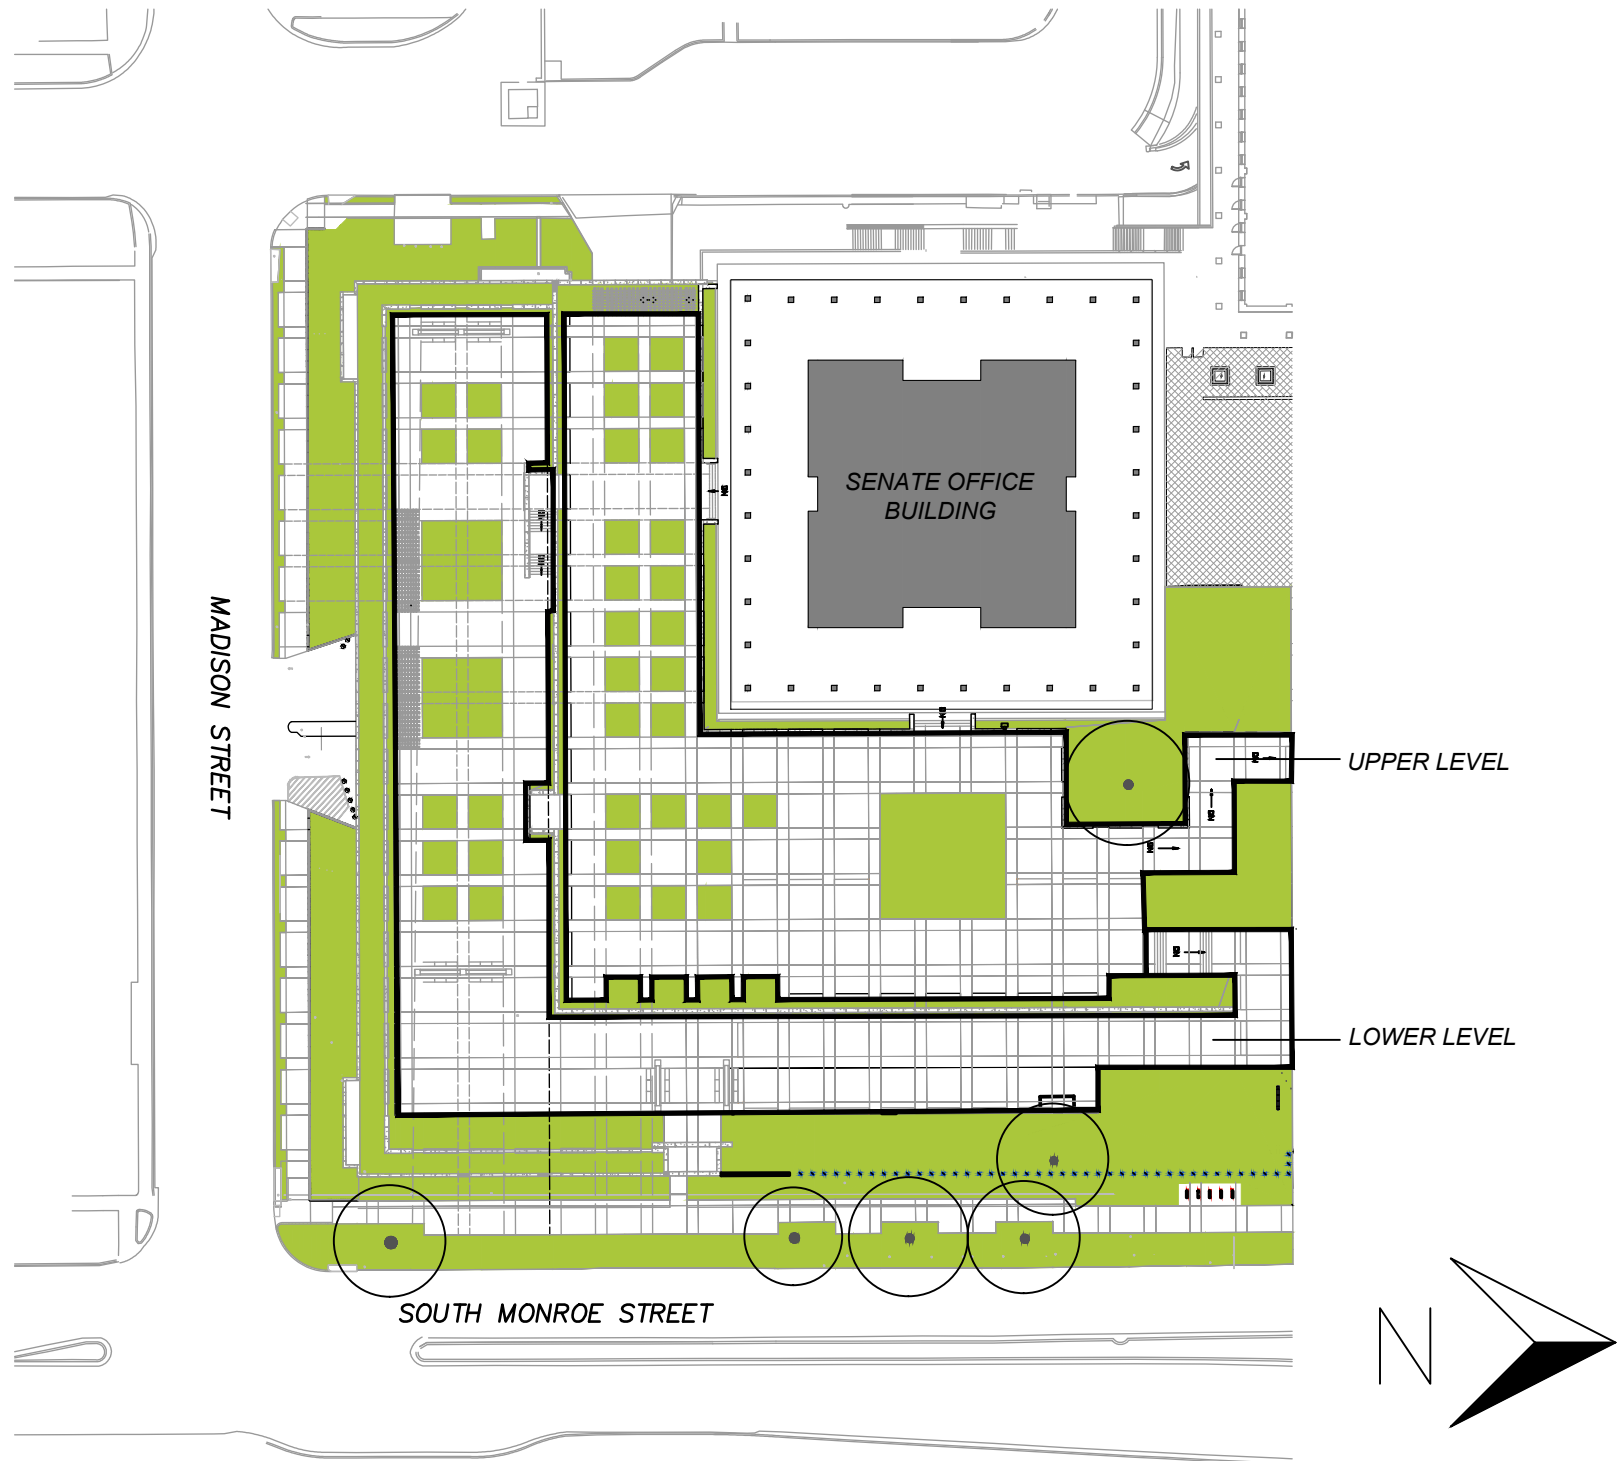 SENATE OFFICE
BUILDING
MADISON STREET
UPPER LEVEL
LOWER LEVEL
SOUTH MONROE STREET
N